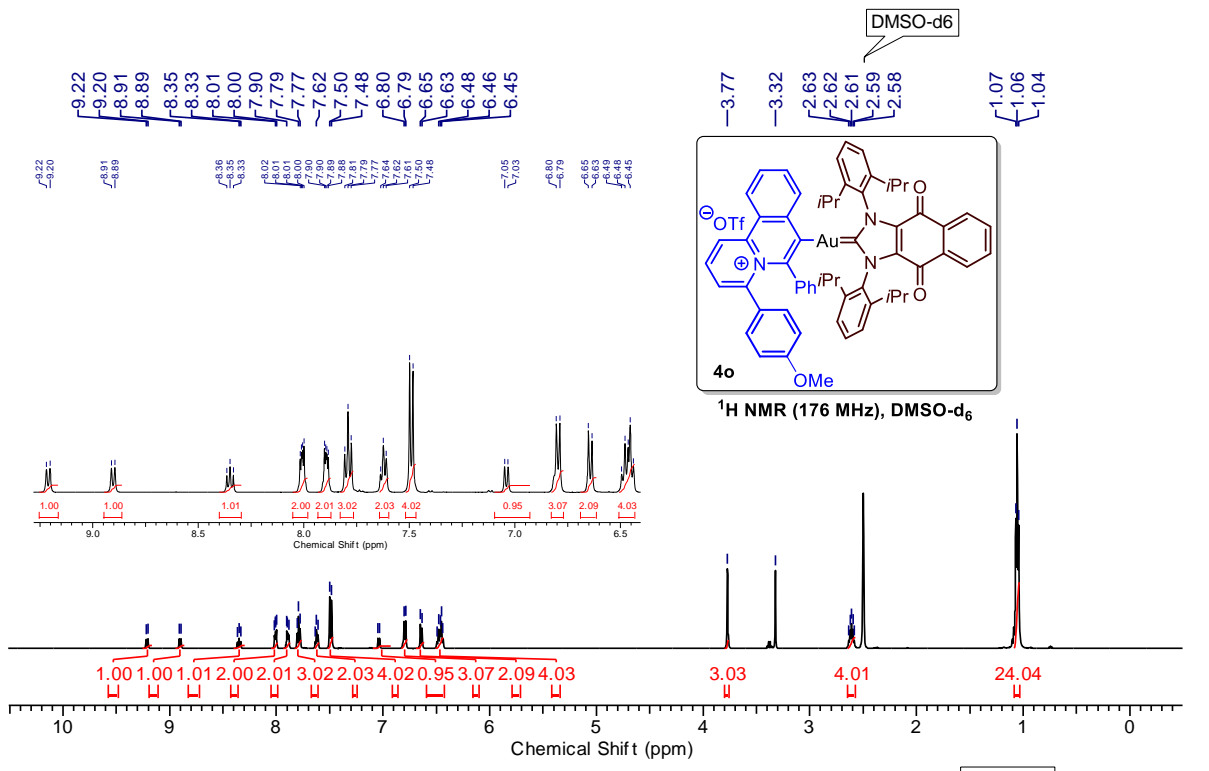 DMSO-d6
9.22 9.20 8.91 8.89 8.35 8.33 8.01 8.00 7.90 7.79 7.77 7.62 7.50 7.48 6.80 6.79 6.65 6.63 6.48 6.46 6.45 3.77 3.32 2.63 2.62 2.61 2.59 2.58 1.07 1.06 1.04
9.22 9.20 8.91 8.89 8.36 8.35 8.33 8.02 8.01 8.01 8.00 7.90 7.90 7.89 7.88 7.81 7.79 7.77 7.64 7.62 7.61 7.50 7.48 7.05 7.03 6.80 6.79 6.65 6.63 6.49 6.48 6.45
iPr
iPr
O
⊖OTf
N
Au
N
⊕
Ph
iPr
iPr
O
4o
OMe
¹H NMR (176 MHz), DMSO-d₆
1.00 1.00 1.01 2.00 2.01 3.02 2.03 4.02 0.95 3.07 2.09 4.03
9.0 8.5 8.0 7.5 7.0 6.5
Chemical Shift (ppm)
1.00 1.00 1.01 2.00 2.01 3.02 2.03 4.02 0.95 3.07 2.09 4.03 3.03 4.01 24.04
10 9 8 7 6 5 4 3 2 1 0
Chemical Shift (ppm)